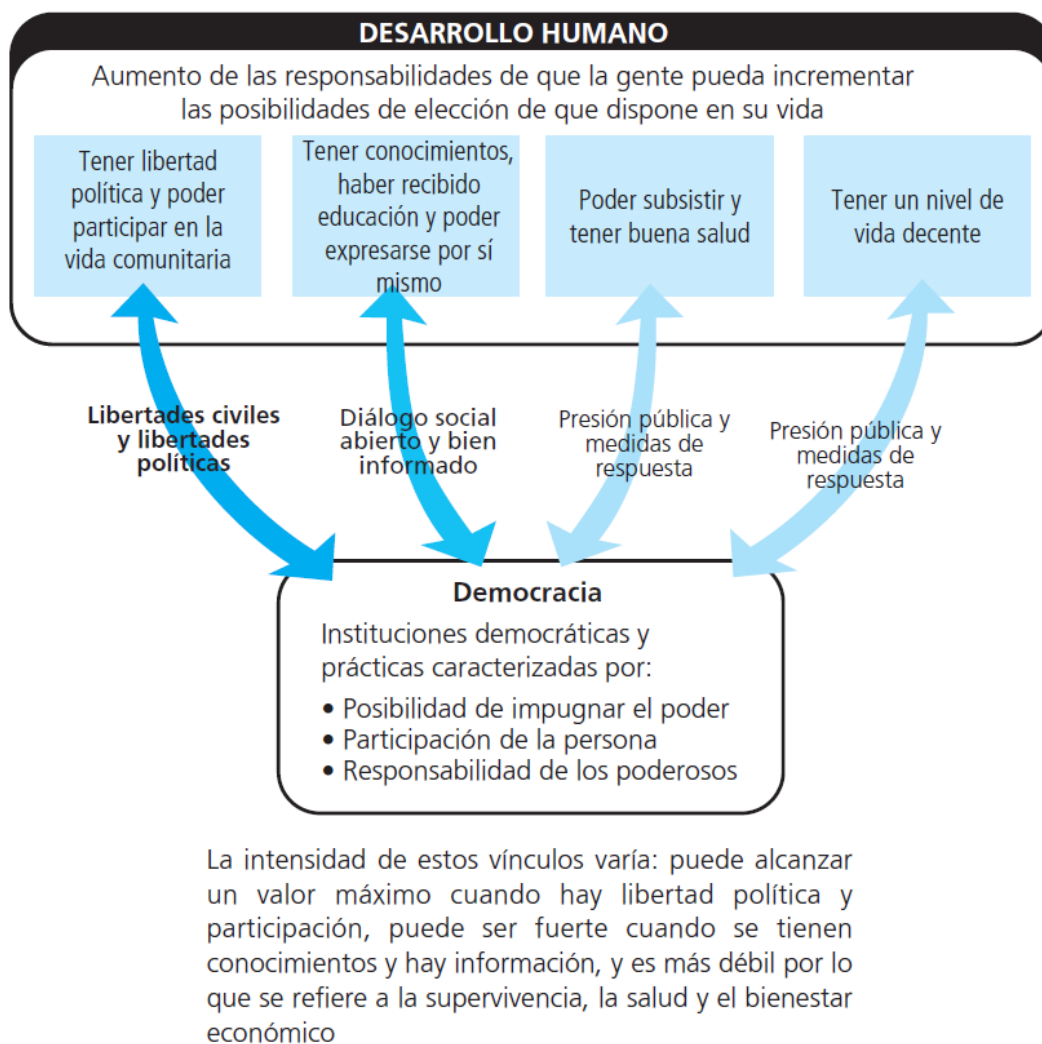 DESARROLLO HUMANO
Aumento de las responsabilidades de que la gente pueda incrementar
las posibilidades de elección de que dispone en su vida
Tener libertad
política y poder
participar en la
vida comunitaria
Tener conocimientos,
haber recibido
educación y poder
expresarse por sí
mismo
Poder subsistir y
tener buena salud
Tener un nivel de
vida decente
Libertades civiles
y libertades
políticas
Diálogo social
abierto y bien
informado
Presión pública y
medidas de
respuesta
Presión pública y
medidas de
respuesta
Democracia
Instituciones democráticas y
prácticas caracterizadas por:
• Posibilidad de impugnar el poder
• Participación de la persona
• Responsabilidad de los poderosos
La intensidad de estos vínculos varía: puede alcanzar
un valor máximo cuando hay libertad política y
participación, puede ser fuerte cuando se tienen
conocimientos y hay información, y es más débil por lo
que se refiere a la supervivencia, la salud y el bienestar
económico